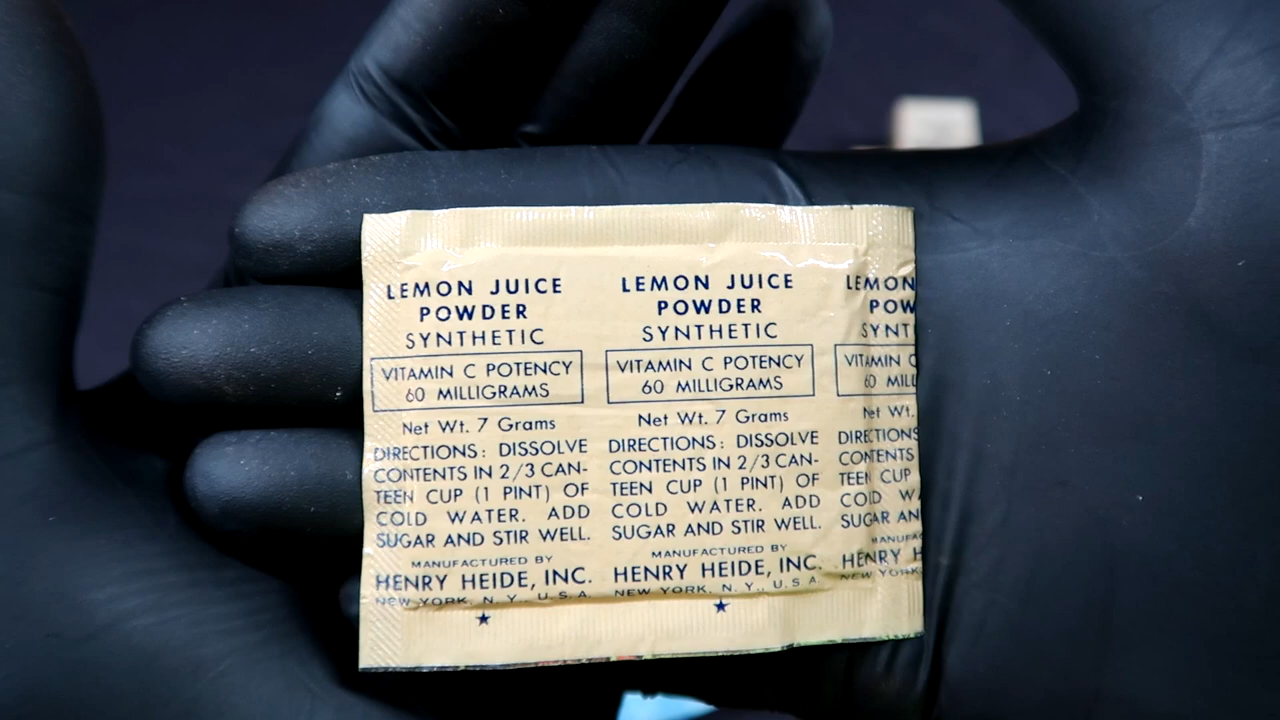 LEMON JUICE
POWDER
SYNTHETIC
VITAMIN C POTENCY
60 MILLIGRAMS
Net Wt. 7 Grams
DIRECTIONS: DISSOLVE
CONTENTS IN 2/3 CAN-
TEEN CUP (1 PINT) OF
COLD WATER. ADD
SUGAR AND STIR WELL.
MANUFACTURED BY
HENRY HEIDE, INC.
NEW YORK, N. Y., U. S. A.
LEMON JUICE
POWDER
SYNTHETIC
VITAMIN C POTENCY
60 MILLIGRAMS
Net Wt. 7 Grams
DIRECTIONS: DISSOLVE
CONTENTS IN 2/3 CAN-
TEEN CUP (1 PINT) OF
COLD WATER. ADD
SUGAR AND STIR WELL.
MANUFACTURED BY
HENRY HEIDE, INC.
NEW YORK, N. Y., U. S. A.
LEMON
POW
SYNT
VITAMIN C
60 MILL
Net Wt.
DIRECTIONS
CONTENTS
TEEN CUP
COLD WA
SUGAR AN
MANUFAC
HENRY H
NEW YORK,